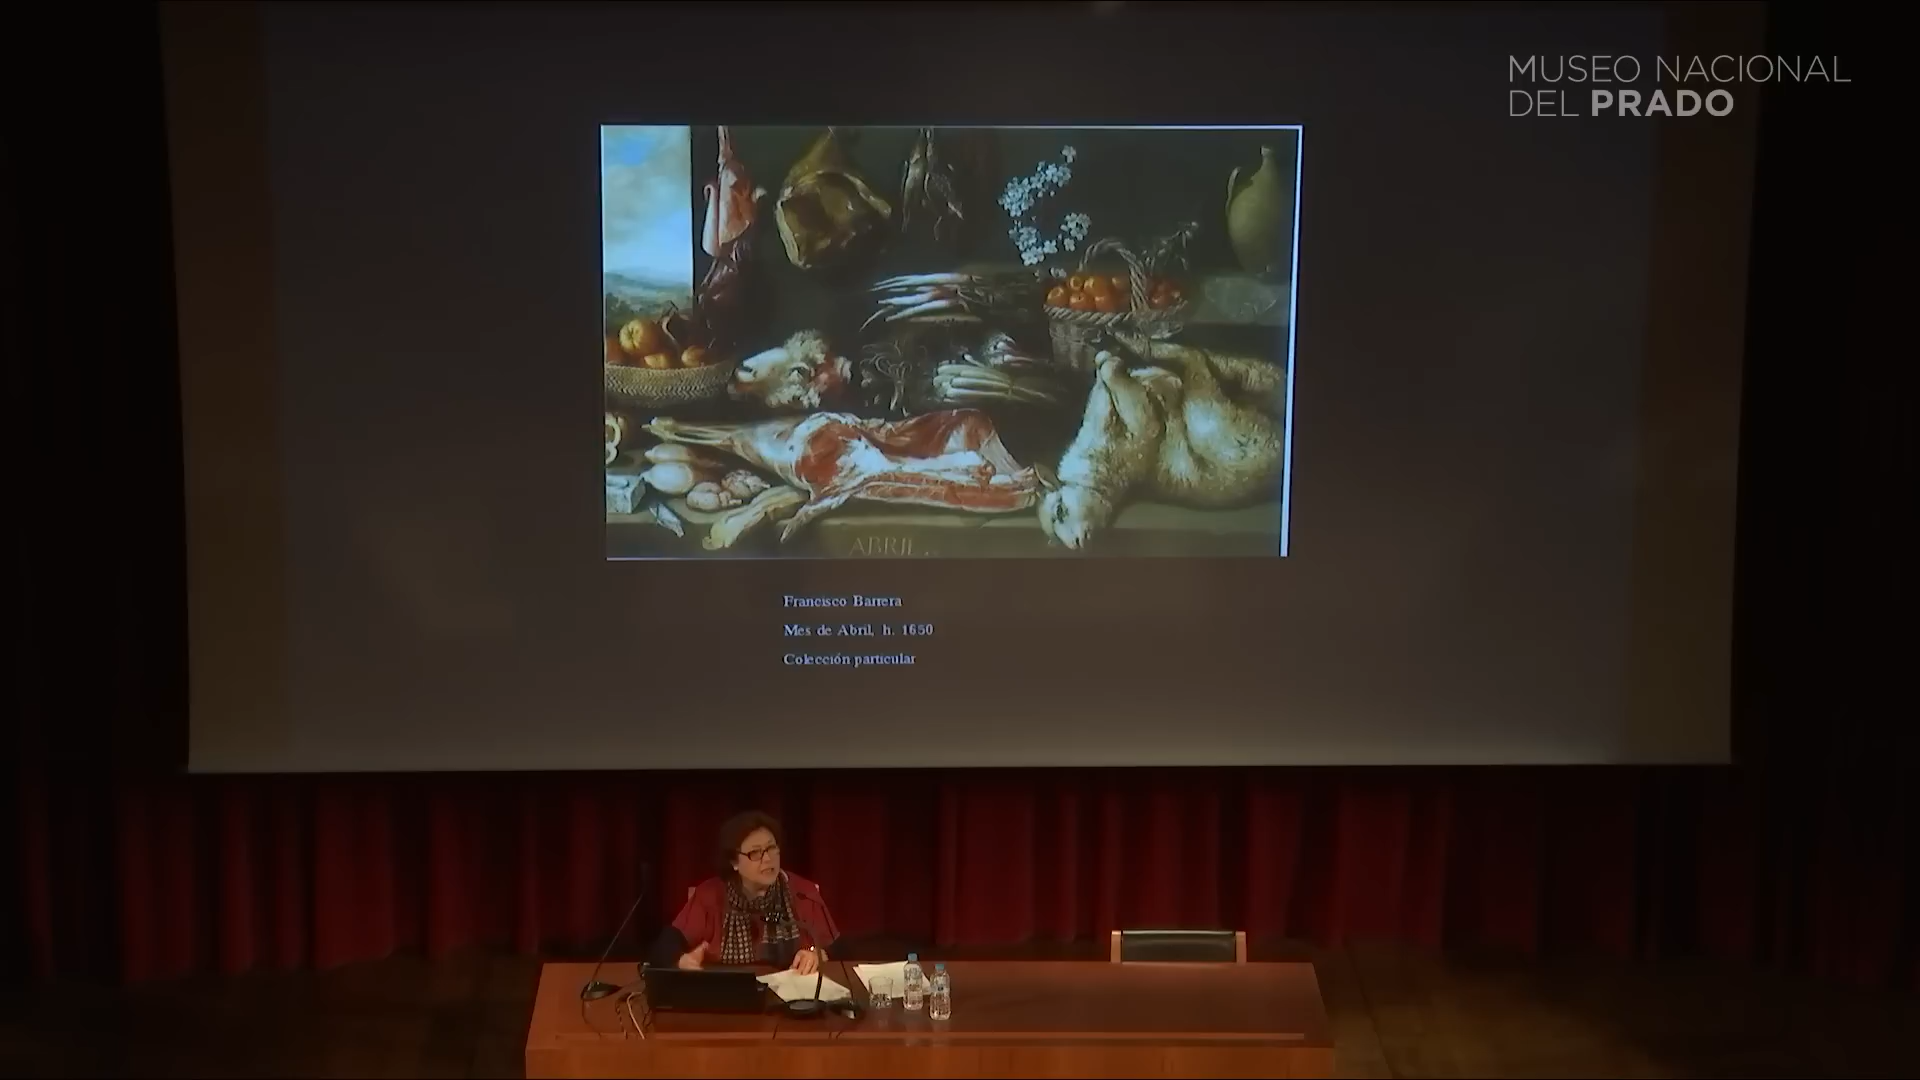 MUSEO NACIONAL
DEL PRADO
ABRIL
Francisco Barrera
Mes de Abril, h. 1650
Colección particular